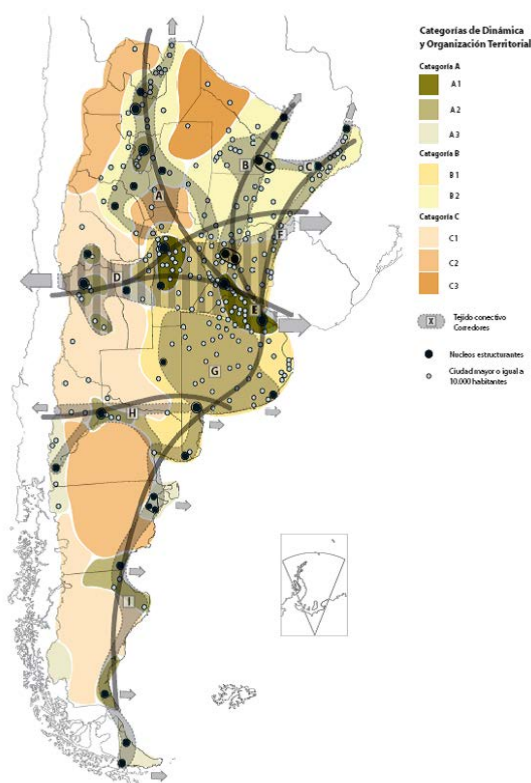 Categorías de Dinámica
y Organización Territorial
Catagoría A
A 1
A 2
A 3
Categoría B
B 1
B 2
Categoría C
C1
C2
C3
X
Tejido conectivo
Corredores
Nucleos estructurantes
Ciudad mayor o igual a
10.000 habitantes
A
B
C
D
E
F
G
H
I